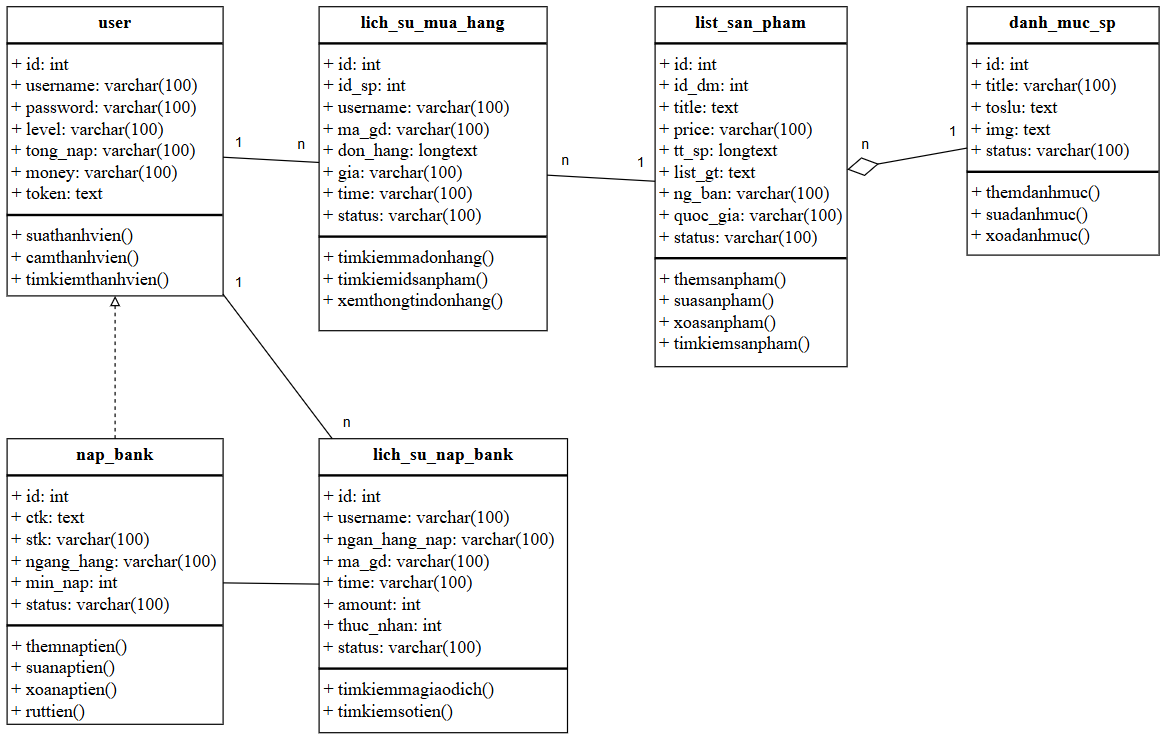 user
+ id: int
+ username: varchar(100)
+ password: varchar(100)
+ level: varchar(100)
+ tong_nap: varchar(100)
+ money: varchar(100)
+ token: text
+ suathanhvien()
+ camthanhvien()
+ timkiemthanhvien()
1
n
lich_su_mua_hang
+ id: int
+ id_sp: int
+ username: varchar(100)
+ ma_gd: varchar(100)
+ don_hang: longtext
+ gia: varchar(100)
+ time: varchar(100)
+ status: varchar(100)
+ timkiemmadonhang()
+ timkiemidsanpham()
+ xemthongtindonhang()
n
1
list_san_pham
+ id: int
+ id_dm: int
+ title: text
+ price: varchar(100)
+ tt_sp: longtext
+ list_gt: text
+ ng_ban: varchar(100)
+ quoc_gia: varchar(100)
+ status: varchar(100)
+ themsanpham()
+ suasanpham()
+ xoasanpham()
+ timkiemsanpham()
n
1
danh_muc_sp
+ id: int
+ title: varchar(100)
+ toslu: text
+ img: text
+ status: varchar(100)
+ themdanhmuc()
+ suadanhmuc()
+ xoadanhmuc()
1
n
nap_bank
+ id: int
+ ctk: text
+ stk: varchar(100)
+ ngang_hang: varchar(100)
+ min_nap: int
+ status: varchar(100)
+ themnaptien()
+ suanaptien()
+ xoanaptien()
+ ruttien()
lich_su_nap_bank
+ id: int
+ username: varchar(100)
+ ngan_hang_nap: varchar(100)
+ ma_gd: varchar(100)
+ time: varchar(100)
+ amount: int
+ thuc_nhan: int
+ status: varchar(100)
+ timkiemmagiaodich()
+ timkiemsotien()